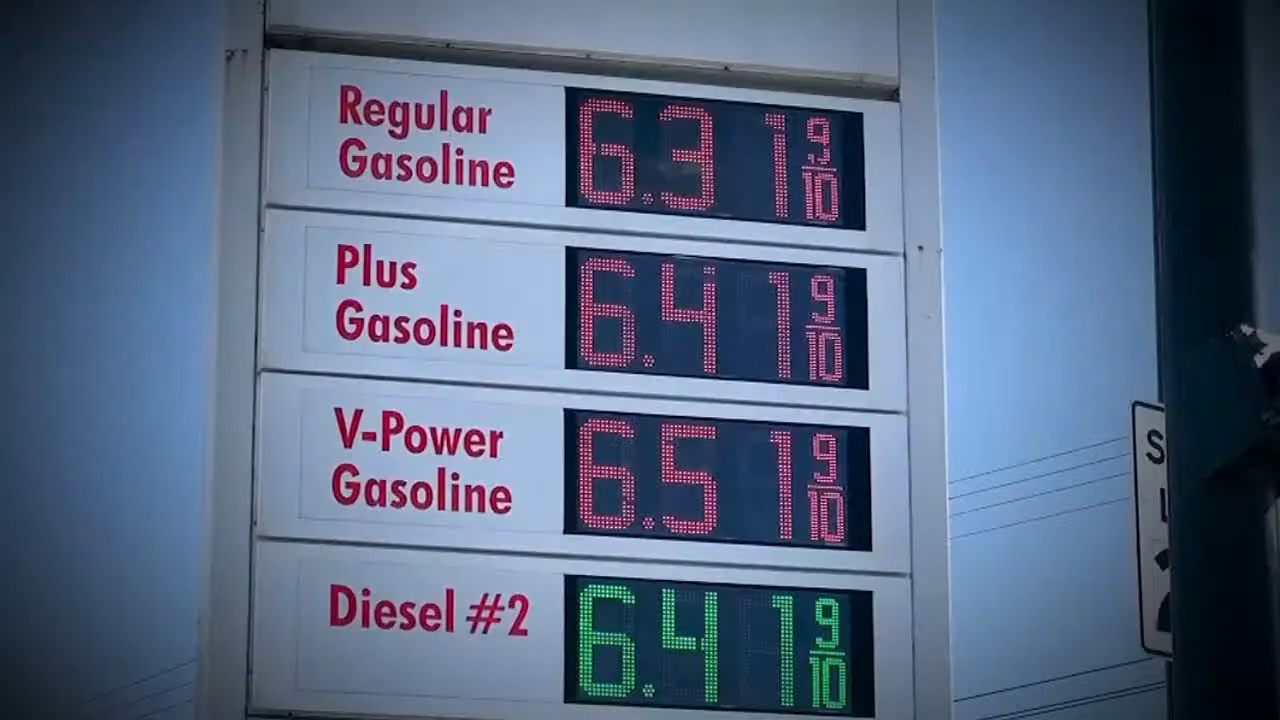 Regular
Gasoline
6.31 9/10
Plus
Gasoline
6.41 9/10
V-Power
Gasoline
6.51 9/10
Diesel #2
6.41 9/10
S